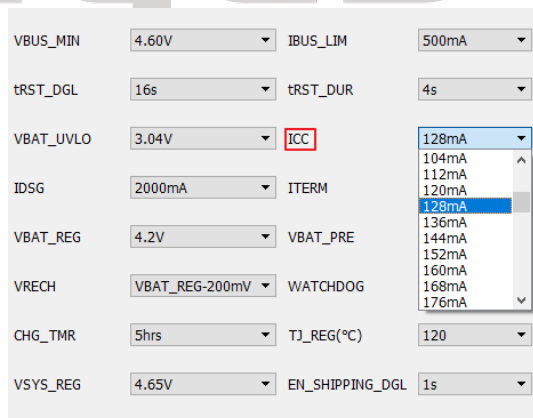 VBUS_MIN 4.60V IBUS_LIM 500mA
tRST_DGL 16s tRST_DUR 4s
VBAT_UVLO 3.04V ICC 128mA
104mA
112mA
120mA
128mA
136mA
144mA
152mA
160mA
168mA
176mA
IDSG 2000mA ITERM
VBAT_REG 4.2V VBAT_PRE
VRECH VBAT_REG-200mV WATCHDOG
CHG_TMR 5hrs TJ_REG(℃) 120
VSYS_REG 4.65V EN_SHIPPING_DGL 1s